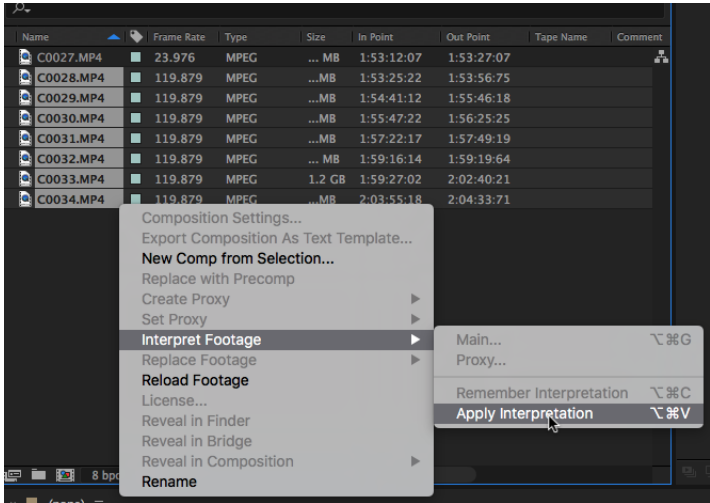 Name Frame Rate Type Size In Point Out Point Tape Name Comment
C0027.MP4 23.976 MPEG ... MB 1:53:12:07 1:53:27:07
C0028.MP4 119.879 MPEG ...MB 1:53:25:22 1:53:56:75
C0029.MP4 119.879 MPEG ...MB 1:54:41:12 1:55:46:18
C0030.MP4 119.879 MPEG ...MB 1:55:47:22 1:56:25:25
C0031.MP4 119.879 MPEG ...MB 1:57:22:17 1:57:49:19
C0032.MP4 119.879 MPEG ... MB 1:59:16:14 1:59:19:64
C0033.MP4 119.879 MPEG 1.2 GB 1:59:27:02 2:02:40:21
C0034.MP4 119.879 MPEG ...MB 2:03:55:18 2:04:33:71
Composition Settings...
Export Composition As Text Template...
New Comp from Selection...
Replace with Precomp
Create Proxy
Set Proxy
Interpret Footage
Replace Footage
Reload Footage
License...
Reveal in Finder
Reveal in Bridge
Reveal in Composition
Rename
Main... ⌥⌘G
Proxy...
Remember Interpretation ⌥⌘C
Apply Interpretation ⌥⌘V
8 bpc